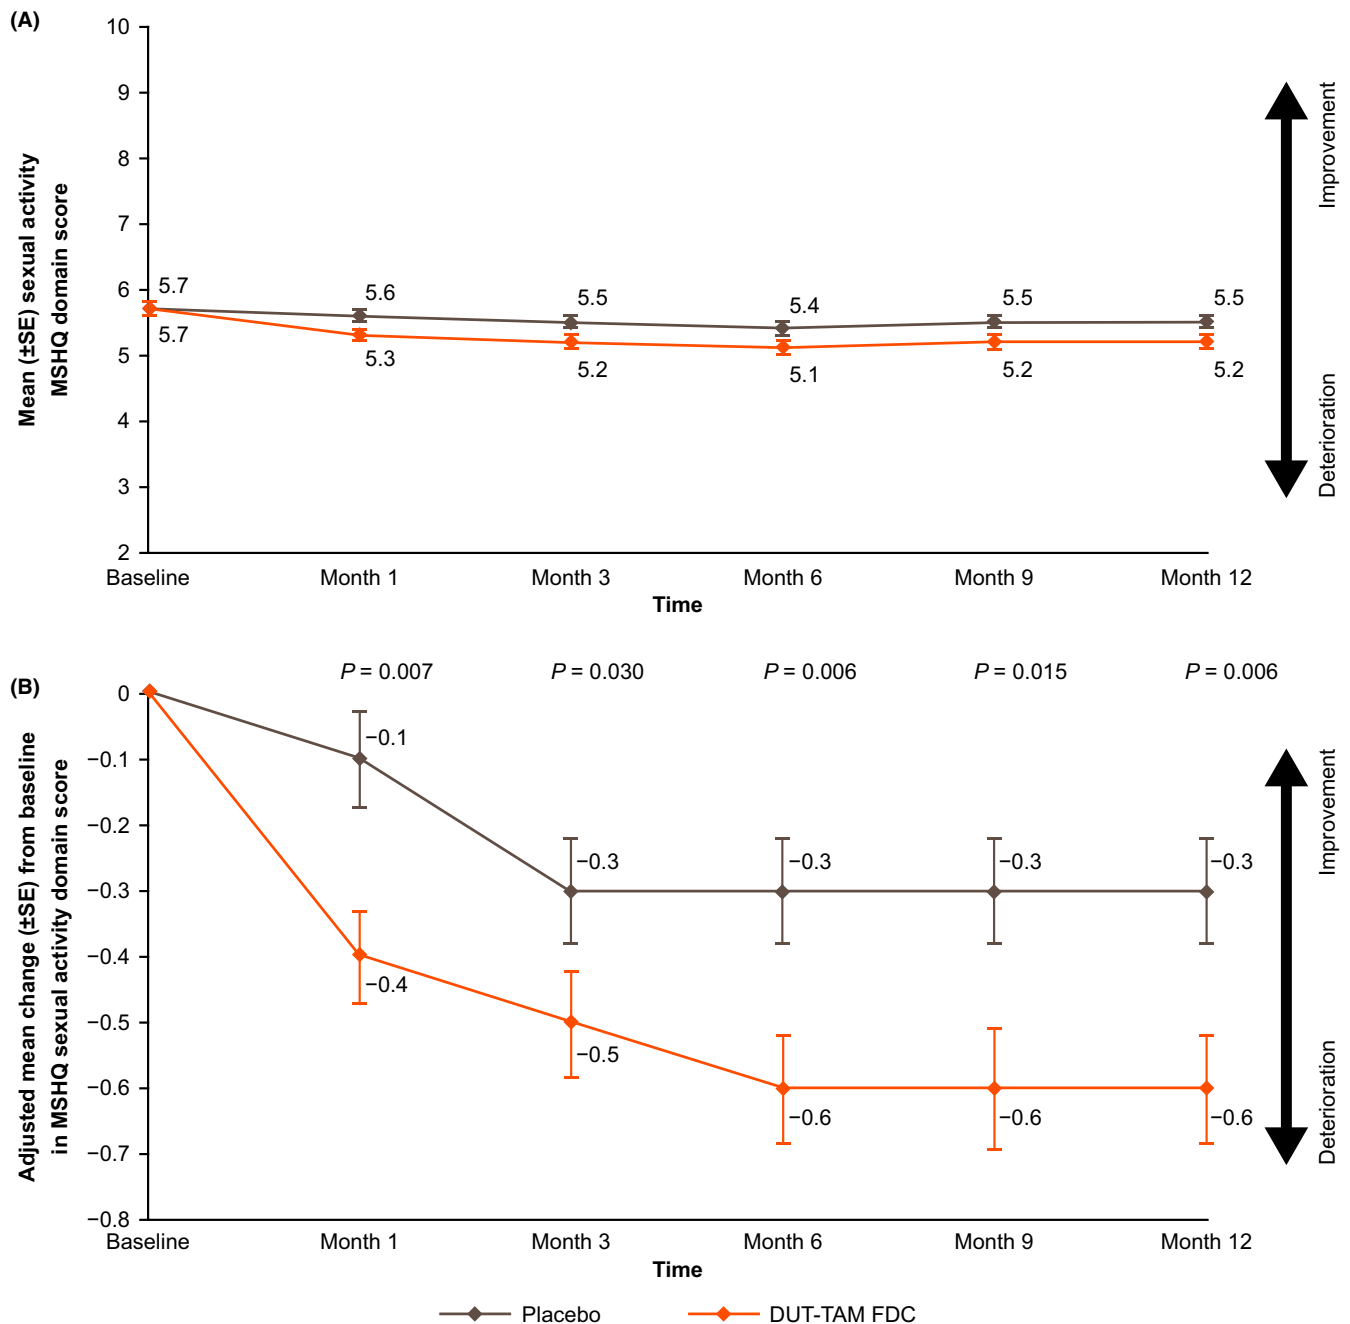 (A)
Mean (±SE) sexual activity
MSHQ domain score
10
9
8
7
6
5
4
3
2
5.7
5.6
5.5
5.4
5.5
5.5
5.7
5.3
5.2
5.1
5.2
5.2
Improvement
Deterioration
Baseline
Month 1
Month 3
Month 6
Month 9
Month 12
Time
(B)
Adjusted mean change (±SE) from baseline
in MSHQ sexual activity domain score
P = 0.007
P = 0.030
P = 0.006
P = 0.015
P = 0.006
0
−0.1
−0.2
−0.3
−0.4
−0.5
−0.6
−0.7
−0.8
−0.1
−0.3
−0.3
−0.3
−0.3
−0.4
−0.5
−0.6
−0.6
−0.6
Improvement
Deterioration
Baseline
Month 1
Month 3
Month 6
Month 9
Month 12
Time
Placebo
DUT-TAM FDC